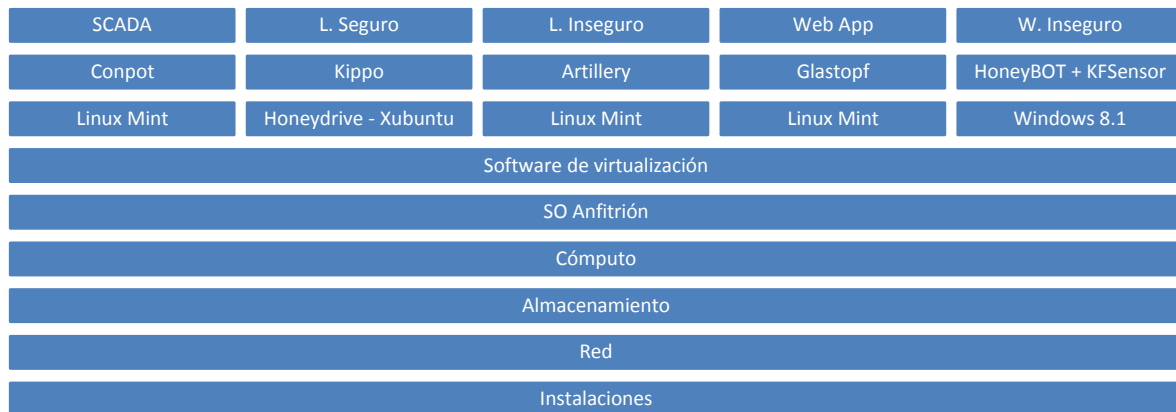 SCADA
L. Seguro
L. Inseguro
Web App
W. Inseguro
Conpot
Kippo
Artillery
Glastopf
HoneyBOT + KFSensor
Linux Mint
Honeydrive - Xubuntu
Linux Mint
Linux Mint
Windows 8.1
Software de virtualización
SO Anfitrión
Cómputo
Almacenamiento
Red
Instalaciones